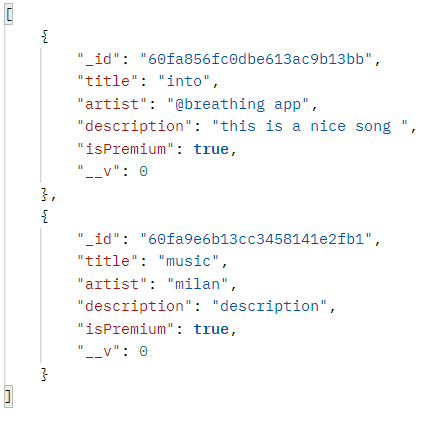 [
    {
        "_id": "60fa856fc0dbe613ac9b13bb",
        "title": "into",
        "artist": "@breathing app",
        "description": "this is a nice song ",
        "isPremium": true,
        "__v": 0
    },
    {
        "_id": "60fa9e6b13cc3458141e2fb1",
        "title": "music",
        "artist": "milan",
        "description": "description",
        "isPremium": true,
        "__v": 0
    }
]